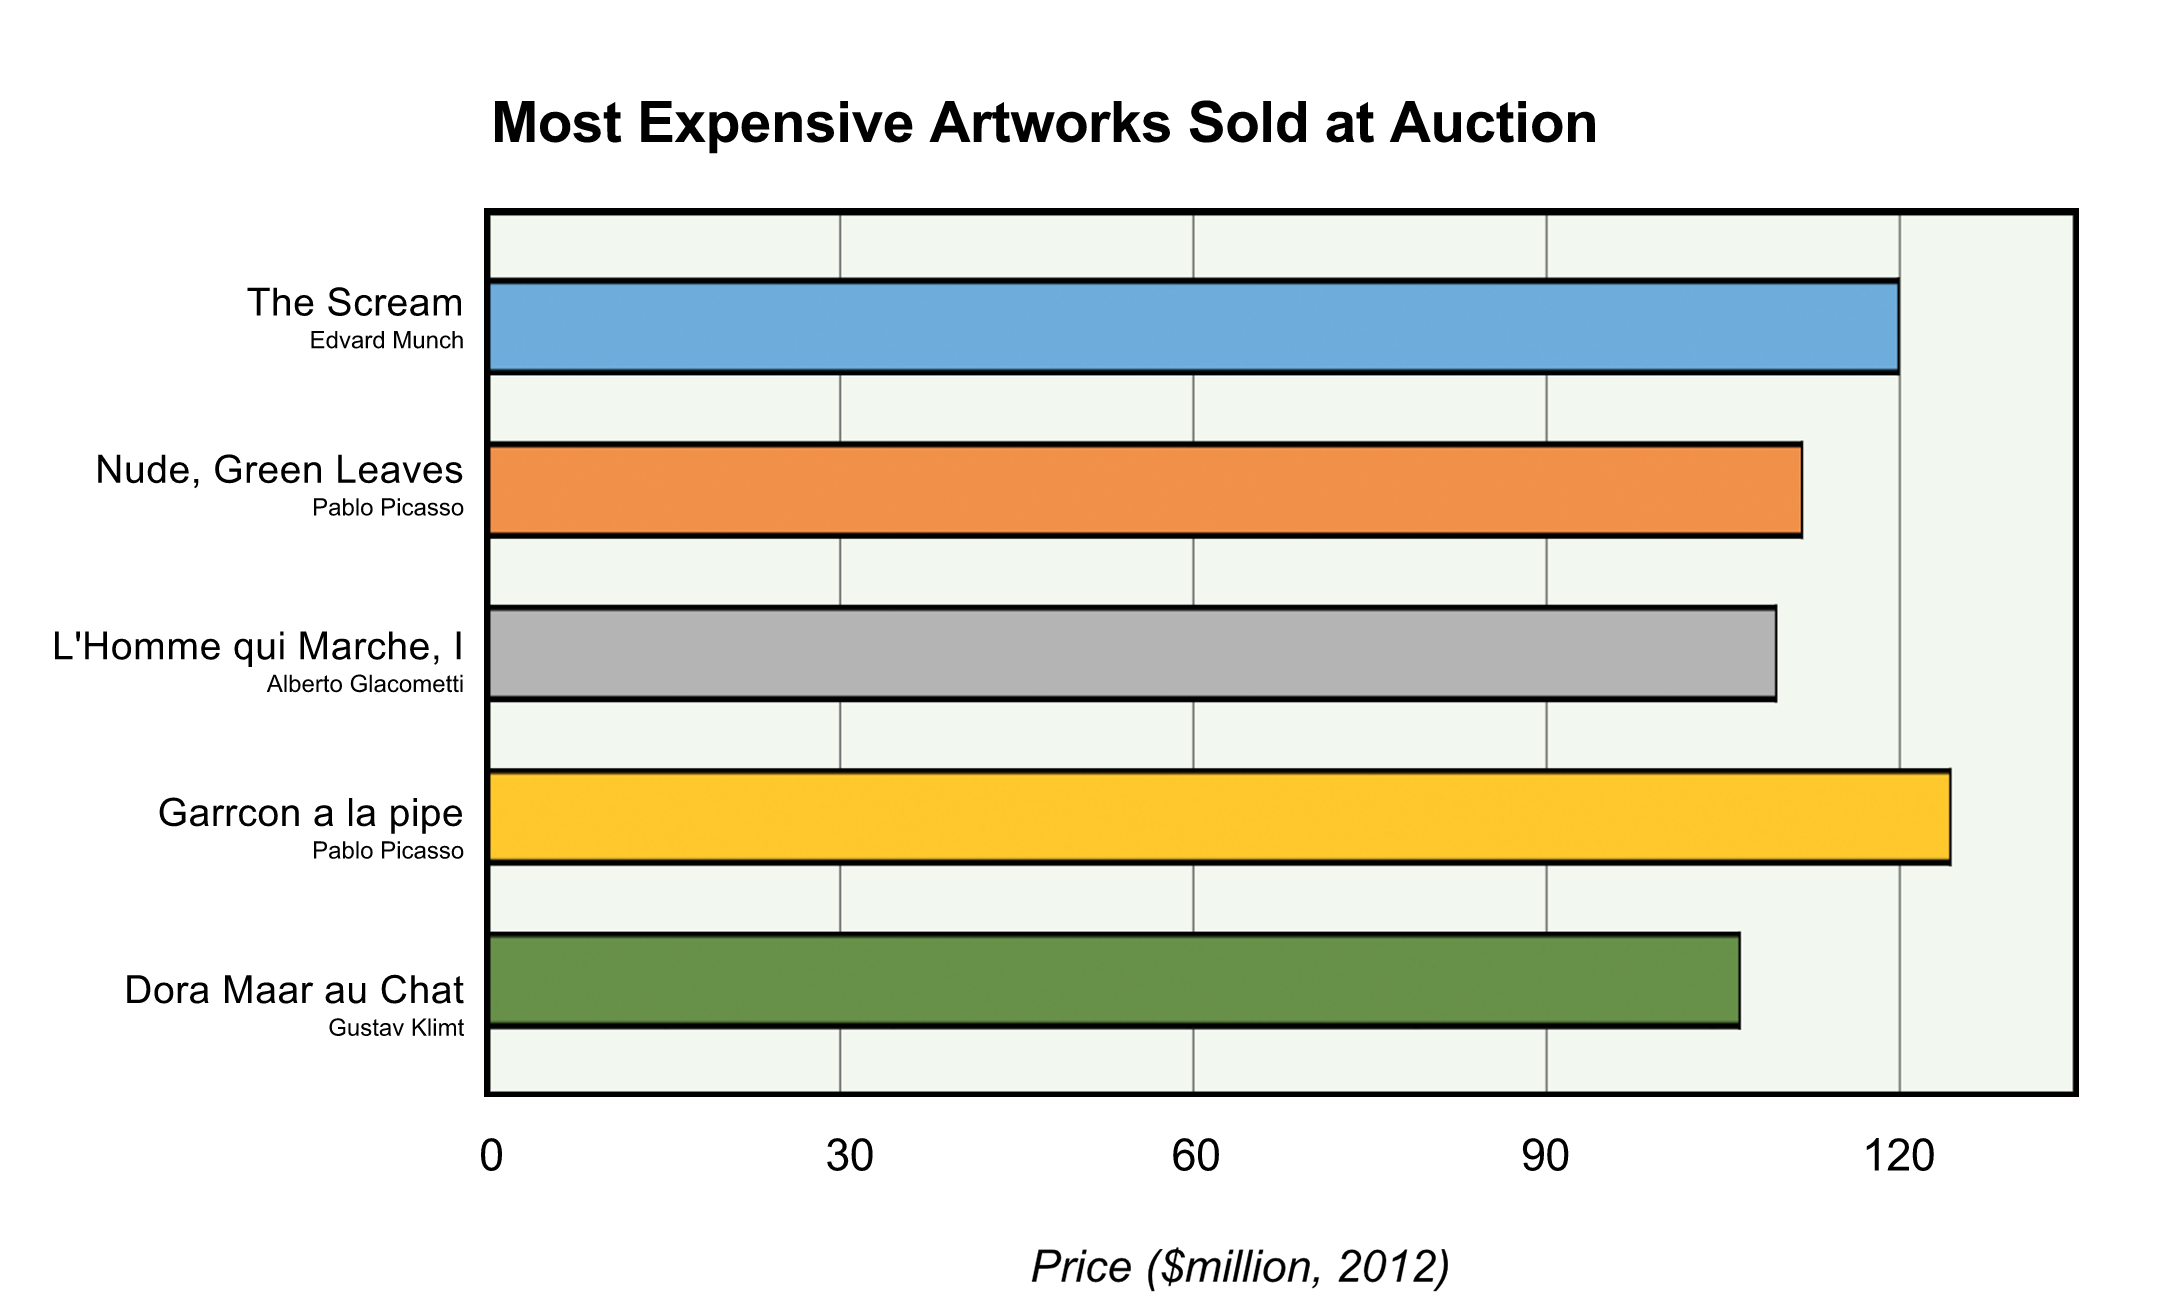 Most Expensive Artworks Sold at Auction
The Scream
Edvard Munch
Nude, Green Leaves
Pablo Picasso
L'Homme qui Marche, I
Alberto Glacometti
Garrcon a la pipe
Pablo Picasso
Dora Maar au Chat
Gustav Klimt
0 30 60 90 120
Price ($million, 2012)